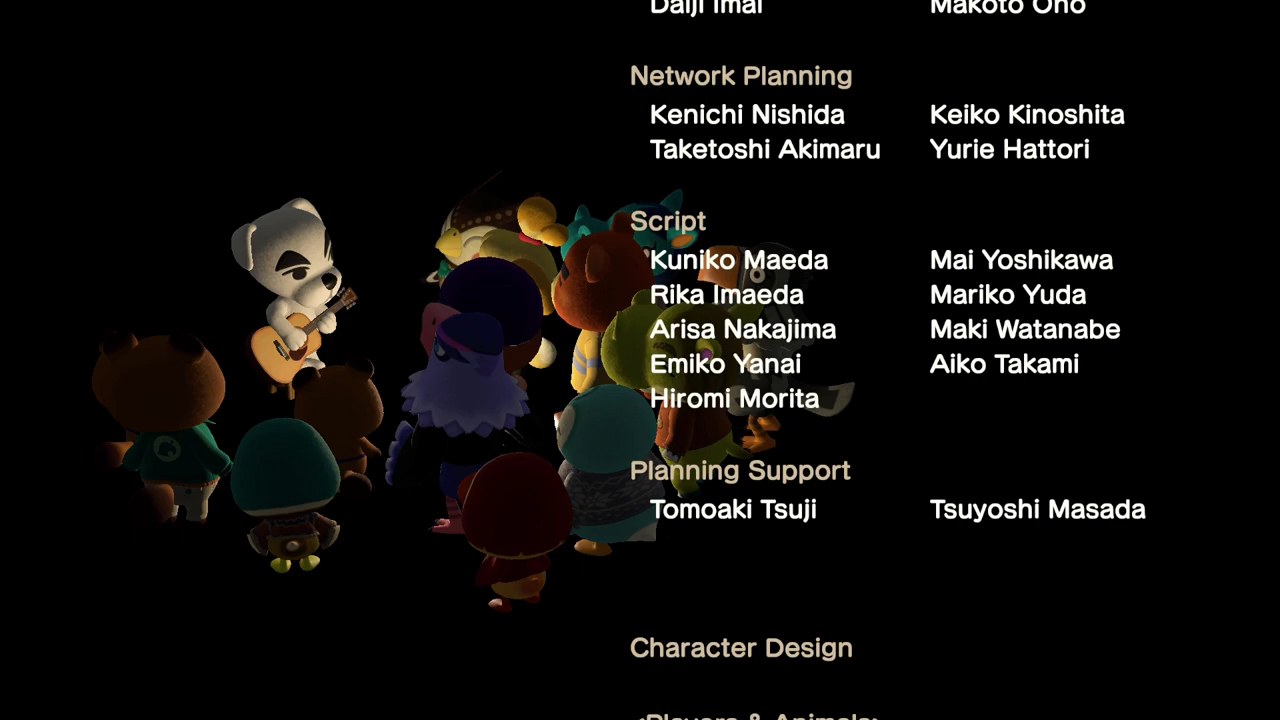 Daiji Imai Makoto Ono
Network Planning
Kenichi Nishida Keiko Kinoshita
Taketoshi Akimaru Yurie Hattori
Script
Kuniko Maeda Mai Yoshikawa
Rika Imaeda Mariko Yuda
Arisa Nakajima Maki Watanabe
Emiko Yanai Aiko Takami
Hiromi Morita
Planning Support
Tomoaki Tsuji Tsuyoshi Masada
Character Design
<Players & Animals>